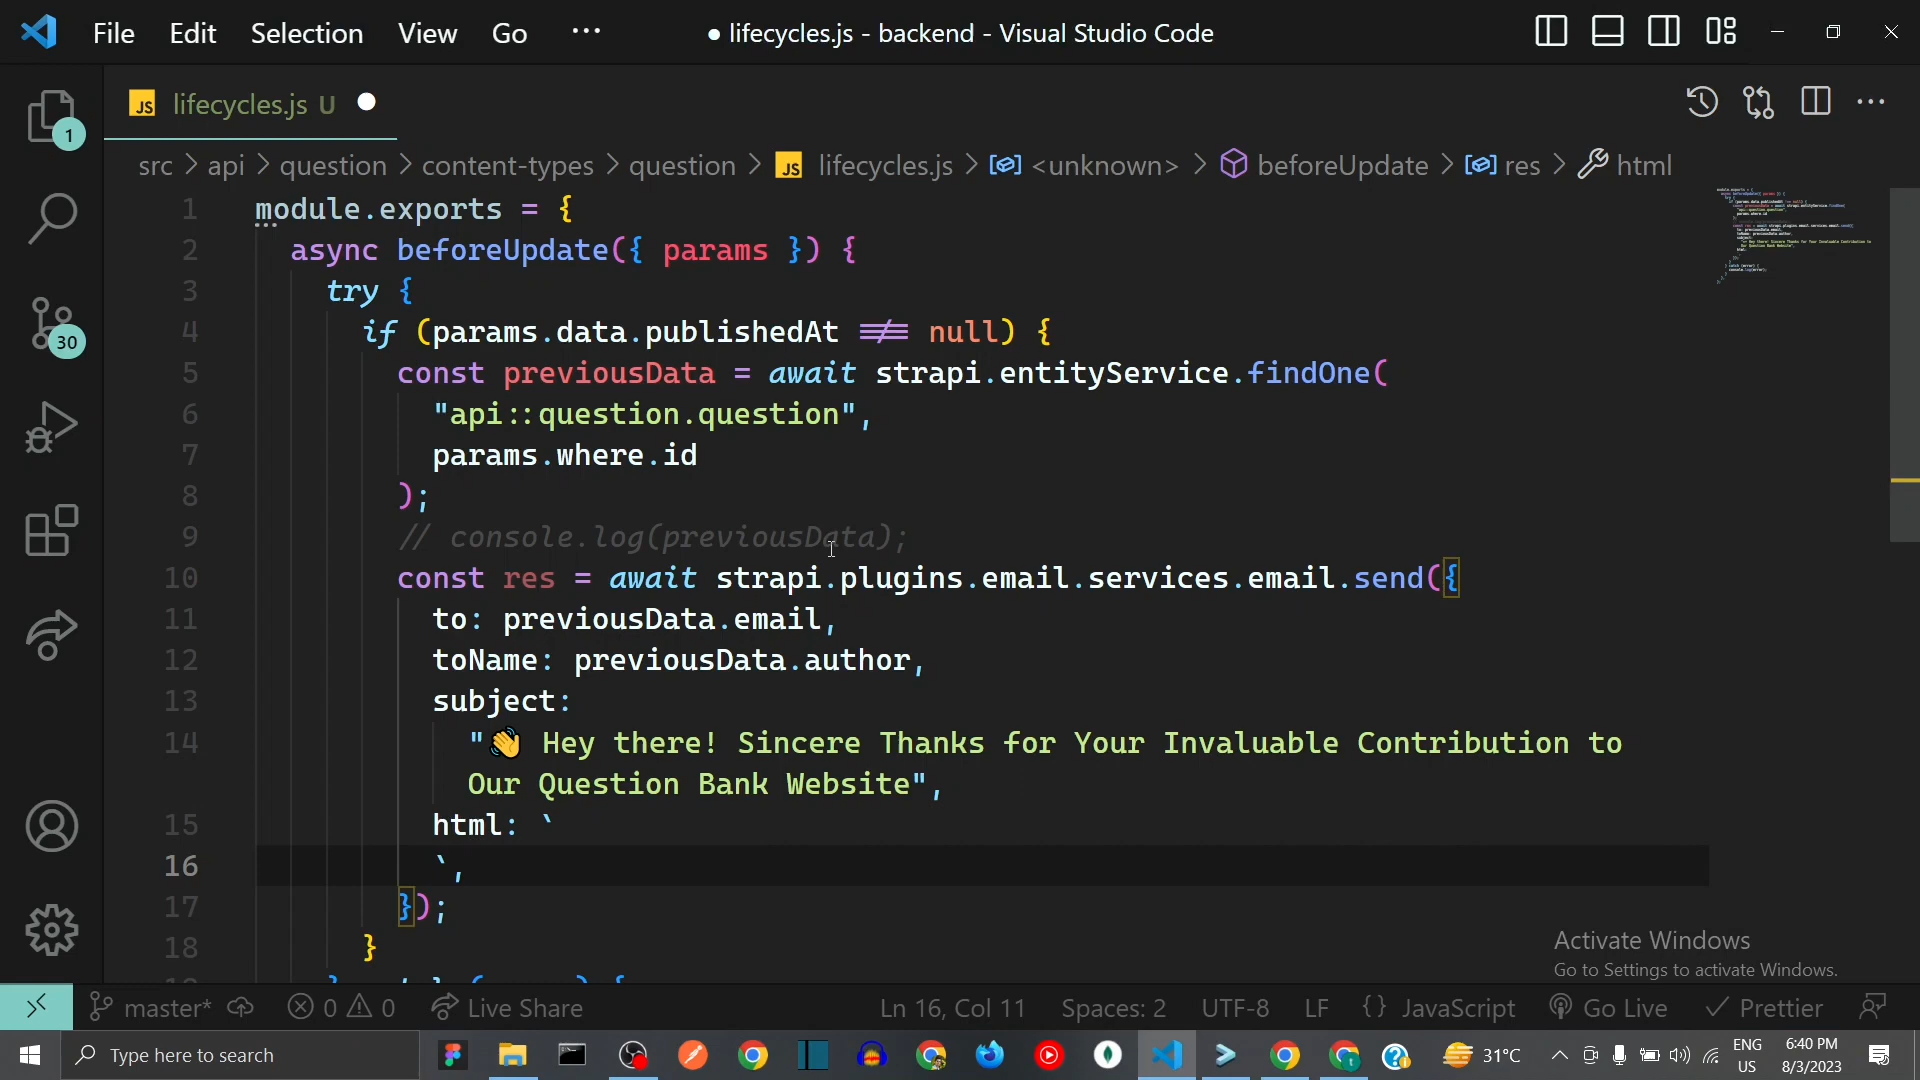 File Edit Selection View Go ··· ● lifecycles.js - backend - Visual Studio Code
JS lifecycles.js U
src > api > question > content-types > question > JS lifecycles.js > <unknown> > beforeUpdate > res > html
1 module.exports = {
2 async beforeUpdate({ params }) {
3 try {
4 if (params.data.publishedAt !== null) {
5 const previousData = await strapi.entityService.findOne(
6 "api::question.question",
7 params.where.id
8 );
9 // console.log(previousData);
10 const res = await strapi.plugins.email.services.email.send({
11 to: previousData.email,
12 toName: previousData.author,
13 subject:
14 "👋 Hey there! Sincere Thanks for Your Invaluable Contribution to
Our Question Bank Website",
15 html: `
16 `,
17 });
18 }
1
30
Activate Windows
Go to Settings to activate Windows.
master* 0 0 Live Share Ln 16, Col 11 Spaces: 2 UTF-8 LF {} JavaScript Go Live Prettier
Type here to search 31°C ENG US 6:40 PM 8/3/2023